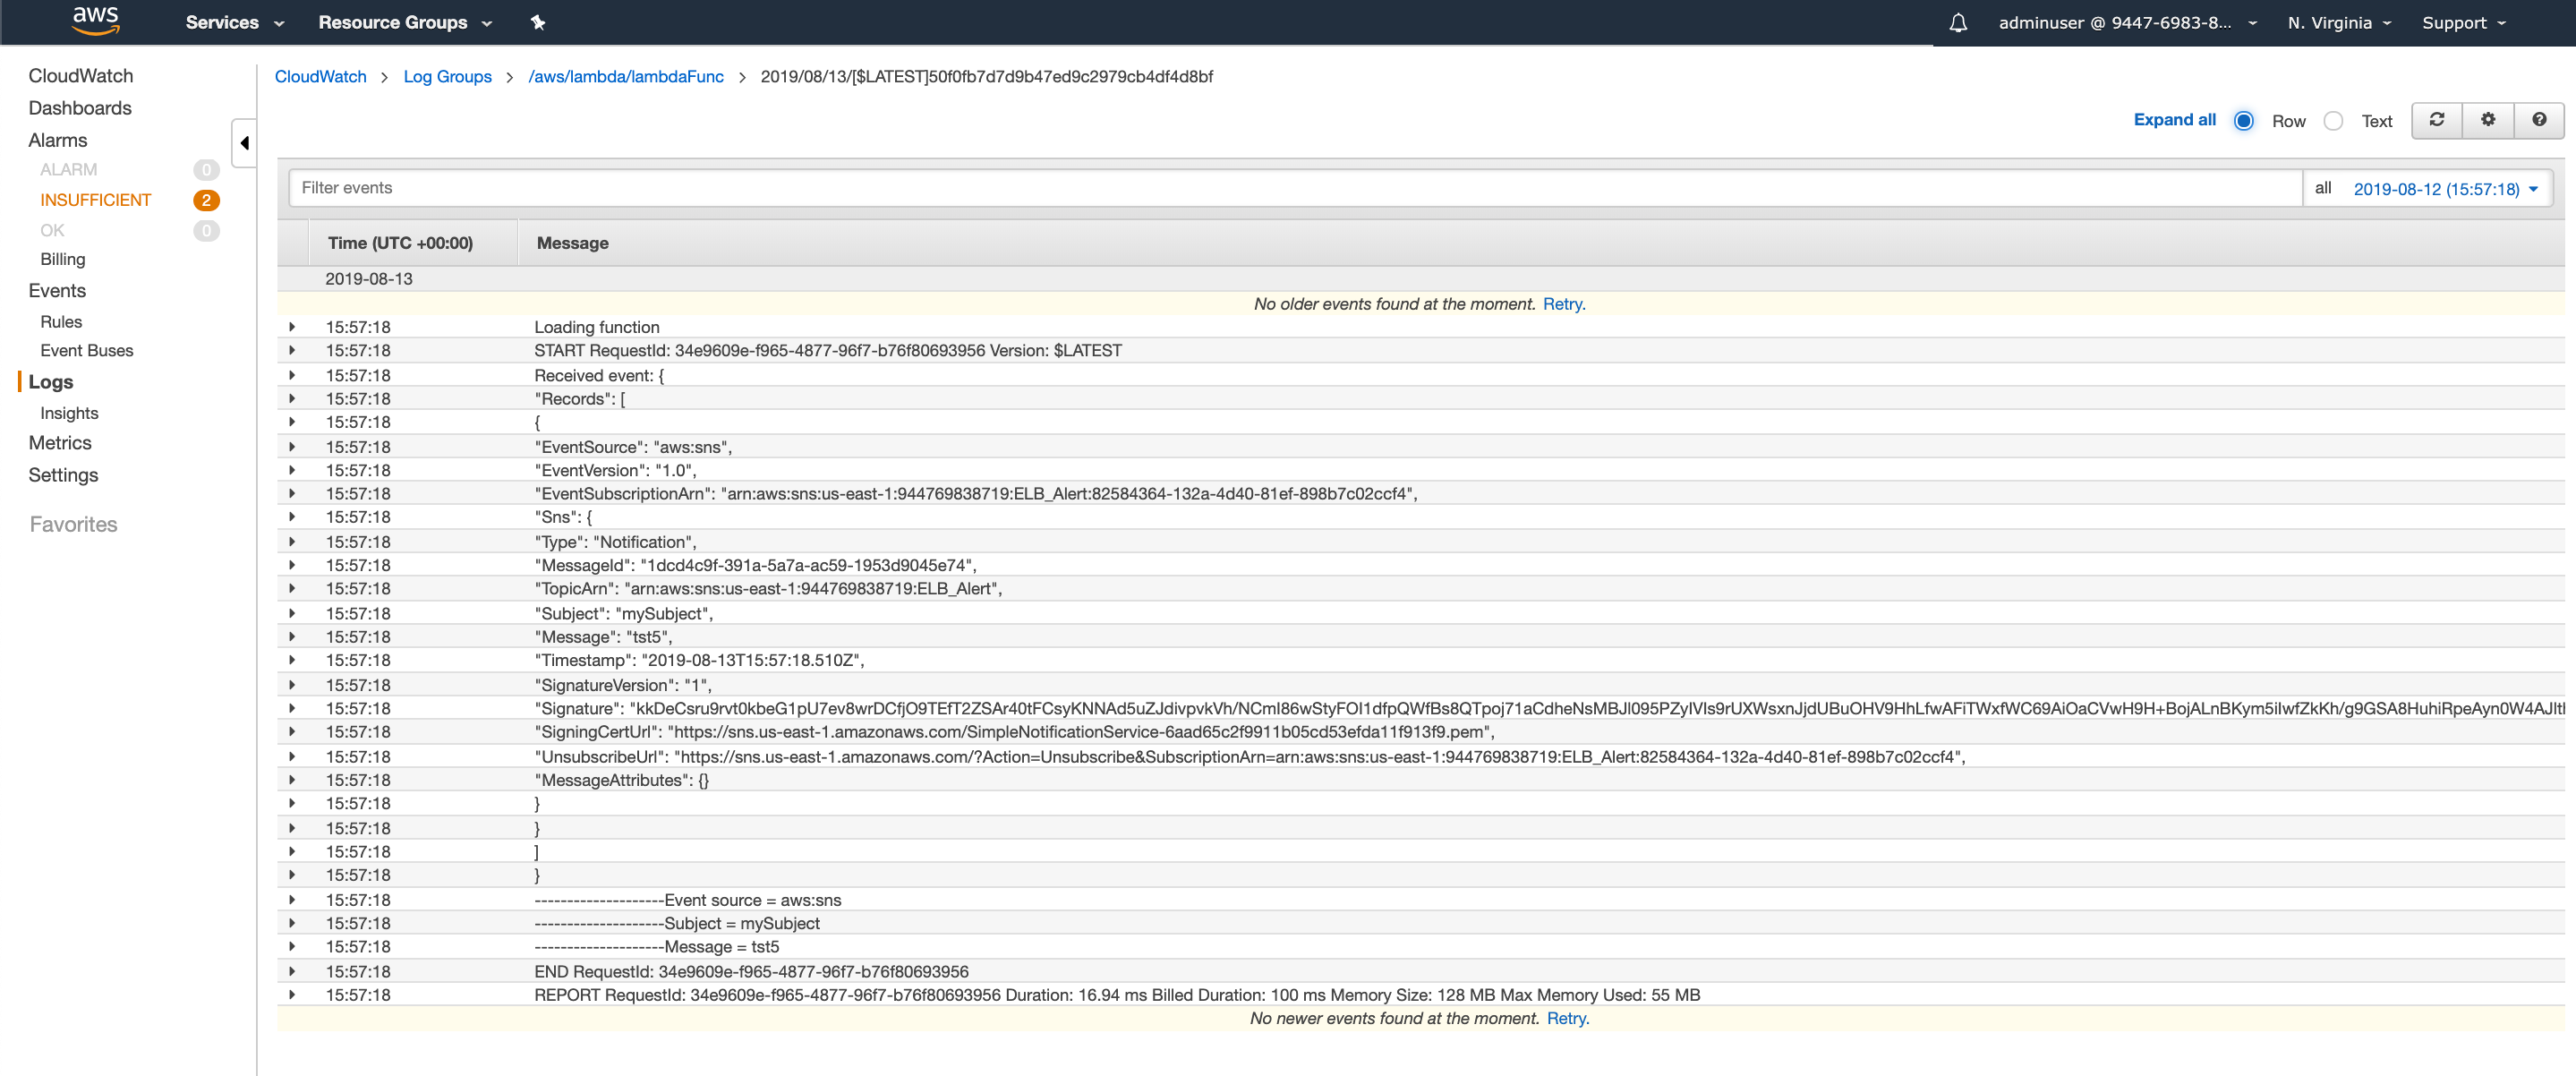 aws Services Resource Groups adminuser @ 9447-6983-8... N. Virginia Support
CloudWatch
Dashboards
Alarms
ALARM 0
INSUFFICIENT 2
OK 0
Billing
Events
Rules
Event Buses
Logs
Insights
Metrics
Settings
Favorites
CloudWatch > Log Groups > /aws/lambda/lambdaFunc > 2019/08/13/[$LATEST]50f0fb7d7d9b47ed9c2979cb4df4d8bf
Expand all Row Text
Filter events all 2019-08-12 (15:57:18)
Time (UTC +00:00) Message
2019-08-13
No older events found at the moment. Retry.
15:57:18 Loading function
15:57:18 START RequestId: 34e9609e-f965-4877-96f7-b76f80693956 Version: $LATEST
15:57:18 Received event: {
15:57:18 "Records": [
15:57:18 {
15:57:18 "EventSource": "aws:sns",
15:57:18 "EventVersion": "1.0",
15:57:18 "EventSubscriptionArn": "arn:aws:sns:us-east-1:944769838719:ELB_Alert:82584364-132a-4d40-81ef-898b7c02ccf4",
15:57:18 "Sns": {
15:57:18 "Type": "Notification",
15:57:18 "MessageId": "1dcd4c9f-391a-5a7a-ac59-1953d9045e74",
15:57:18 "TopicArn": "arn:aws:sns:us-east-1:944769838719:ELB_Alert",
15:57:18 "Subject": "mySubject",
15:57:18 "Message": "tst5",
15:57:18 "Timestamp": "2019-08-13T15:57:18.510Z",
15:57:18 "SignatureVersion": "1",
15:57:18 "Signature":
15:57:18 "SigningCertUrl": "https://sns.us-east-1.amazonaws.com/SimpleNotificationService-6aad65c2f9911b05cd53efda11f913f9.pem",
15:57:18 "UnsubscribeUrl": "https://sns.us-east-1.amazonaws.com/?Action=Unsubscribe&SubscriptionArn=arn:aws:sns:us-east-1:944769838719:ELB_Alert:82584364-132a-4d40-81ef-898b7c02ccf4",
15:57:18 "MessageAttributes": {}
15:57:18 }
15:57:18 }
15:57:18 ]
15:57:18 }
15:57:18 --------------------Event source = aws:sns
15:57:18 --------------------Subject = mySubject
15:57:18 --------------------Message = tst5
15:57:18 END RequestId: 34e9609e-f965-4877-96f7-b76f80693956
15:57:18 REPORT RequestId: 34e9609e-f965-4877-96f7-b76f80693956 Duration: 16.94 ms Billed Duration: 100 ms Memory Size: 128 MB Max Memory Used: 55 MB
No newer events found at the moment. Retry.